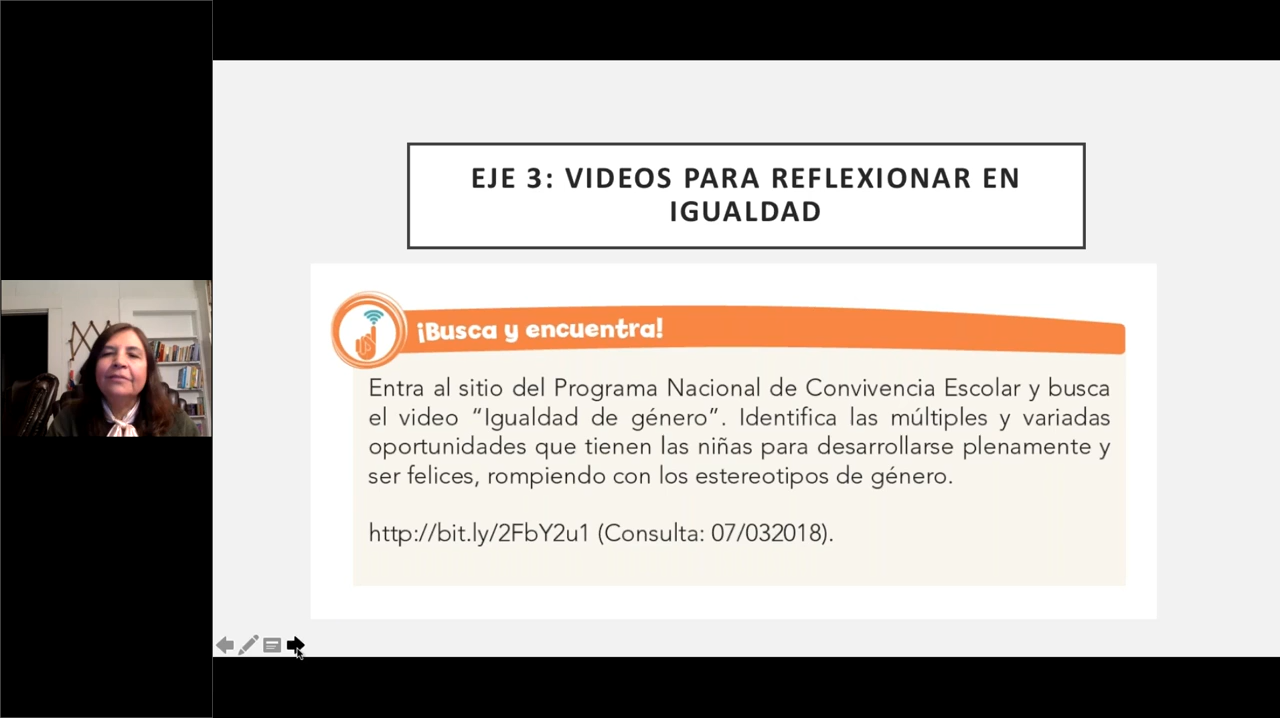 EJE 3: VIDEOS PARA REFLEXIONAR EN
IGUALDAD
¡Busca y encuentra!
Entra al sitio del Programa Nacional de Convivencia Escolar y busca
el video “Igualdad de género”. Identifica las múltiples y variadas
oportunidades que tienen las niñas para desarrollarse plenamente y
ser felices, rompiendo con los estereotipos de género.
http://bit.ly/2FbY2u1 (Consulta: 07/032018).